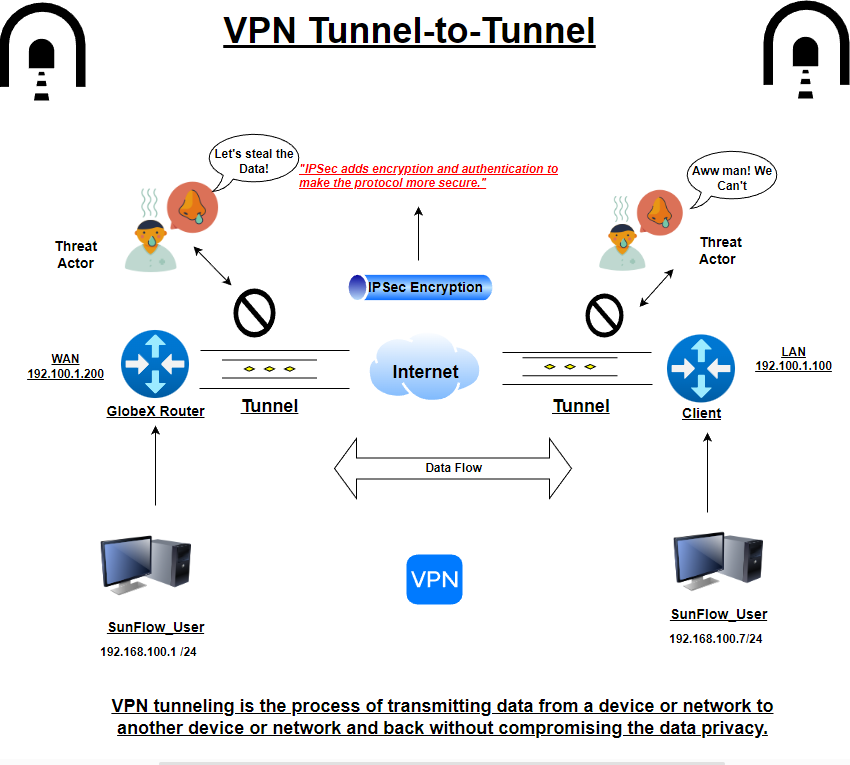 VPN Tunnel-to-Tunnel
Let's steal the
Data!
"IPSec adds encryption and authentication to
make the protocol more secure."
Aww man! We
Can't
Threat
Actor
Threat
Actor
IPSec Encryption
WAN
192.100.1.200
LAN
192.100.1.100
Internet
GlobeX Router
Tunnel
Tunnel
Client
Data Flow
VPN
SunFlow_User
192.168.100.1 /24
SunFlow_User
192.168.100.7/24
VPN tunneling is the process of transmitting data from a device or network to
another device or network and back without compromising the data privacy.